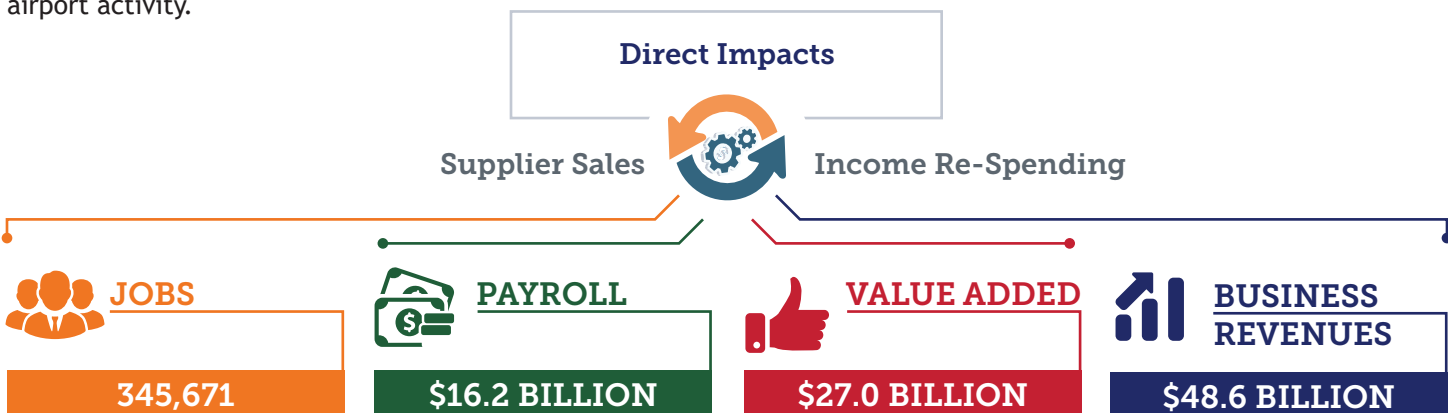 airport activity.
Direct Impacts
Supplier Sales
Income Re-Spending
JOBS
345,671
PAYROLL
$16.2 BILLION
VALUE ADDED
$27.0 BILLION
BUSINESS
REVENUES
$48.6 BILLION